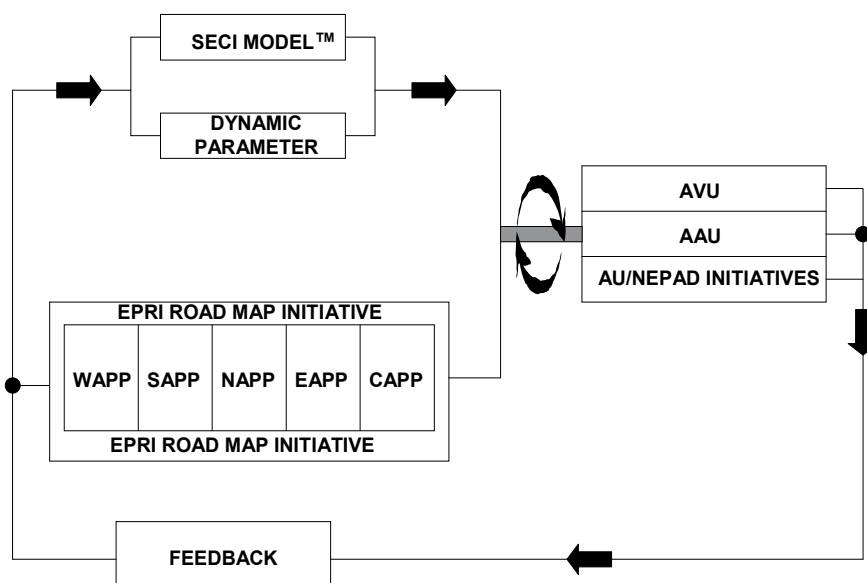 SECI MODEL™
DYNAMIC
PARAMETER
AVU
AAU
AU/NEPAD INITIATIVES
EPRI ROAD MAP INITIATIVE
WAPP SAPP NAPP EAPP CAPP
EPRI ROAD MAP INITIATIVE
FEEDBACK